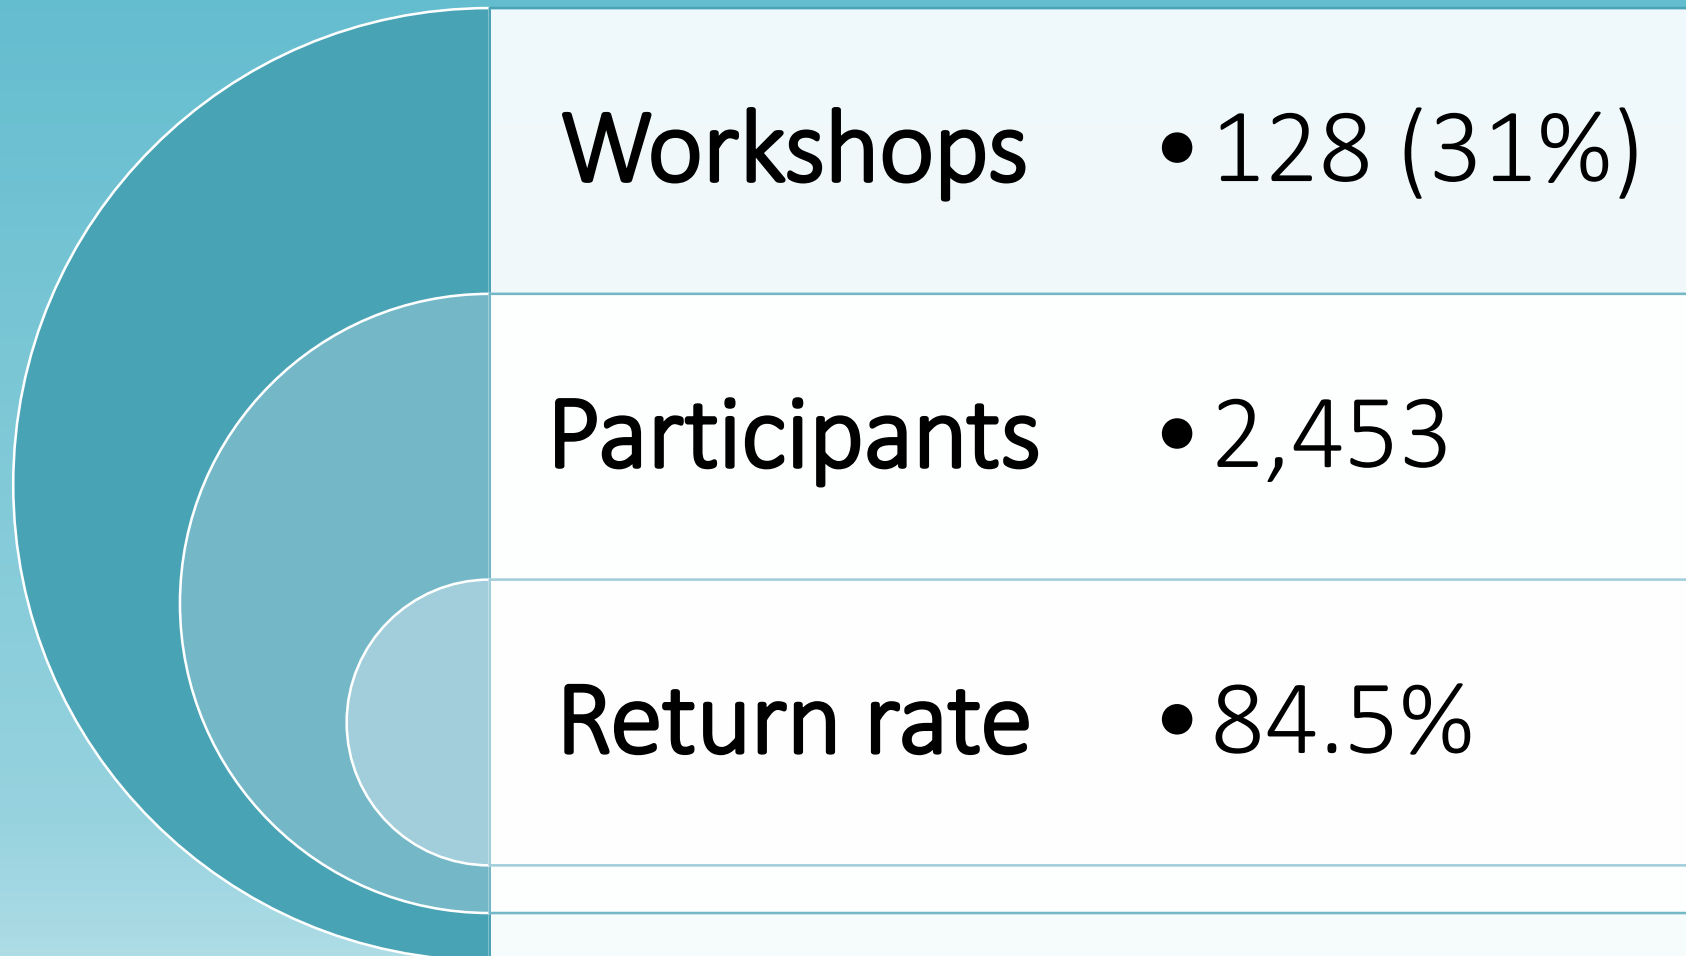 Workshops • 128 (31%)
Participants • 2,453
Return rate • 84.5%